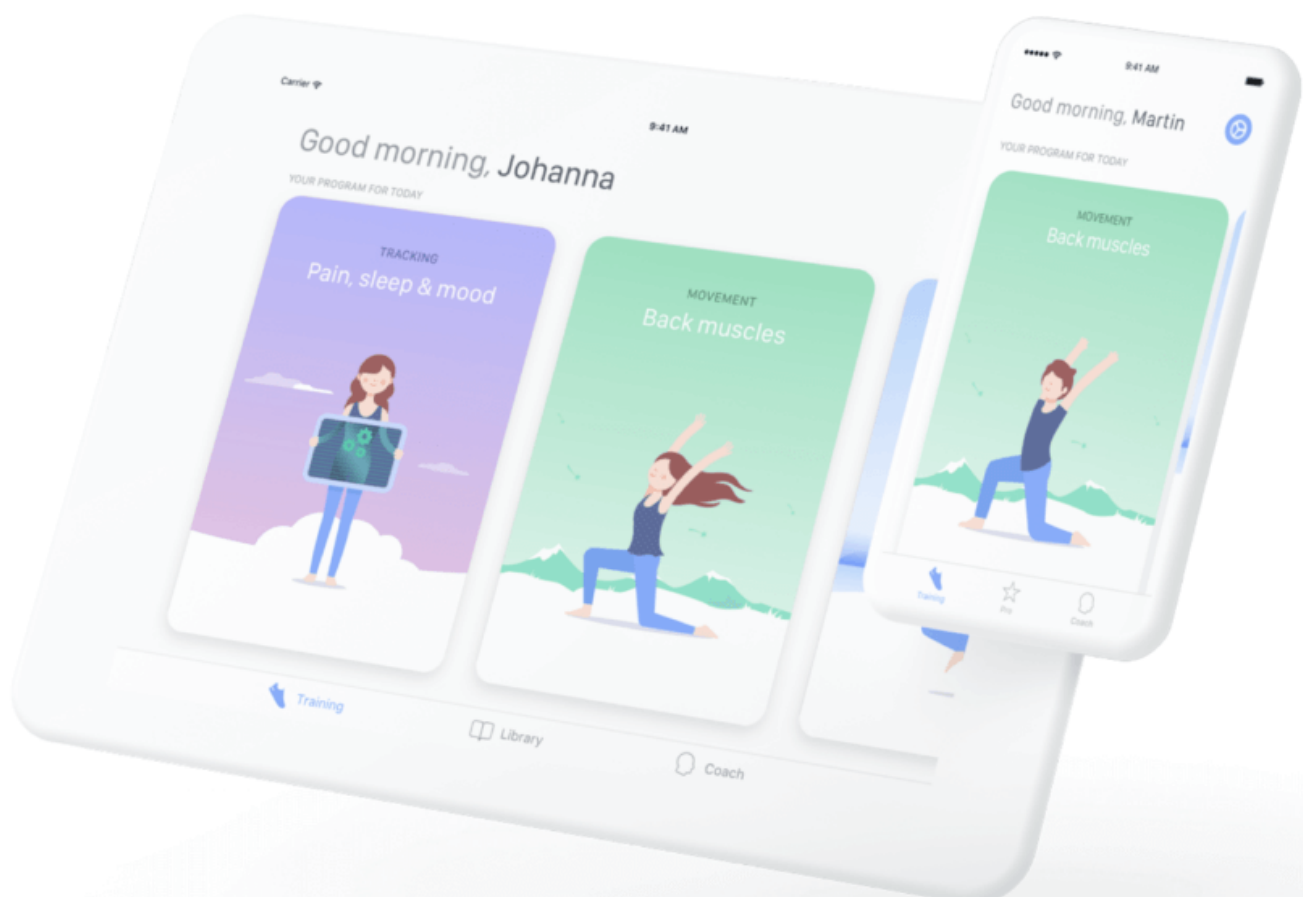 Carrier
9:41 AM
Good morning, Johanna
YOUR PROGRAM FOR TODAY
TRACKING
Pain, sleep & mood
MOVEMENT
Back muscles
Training
Library
Coach
9:41 AM
Good morning, Martin
YOUR PROGRAM FOR TODAY
MOVEMENT
Back muscles
Training
Pro
Coach